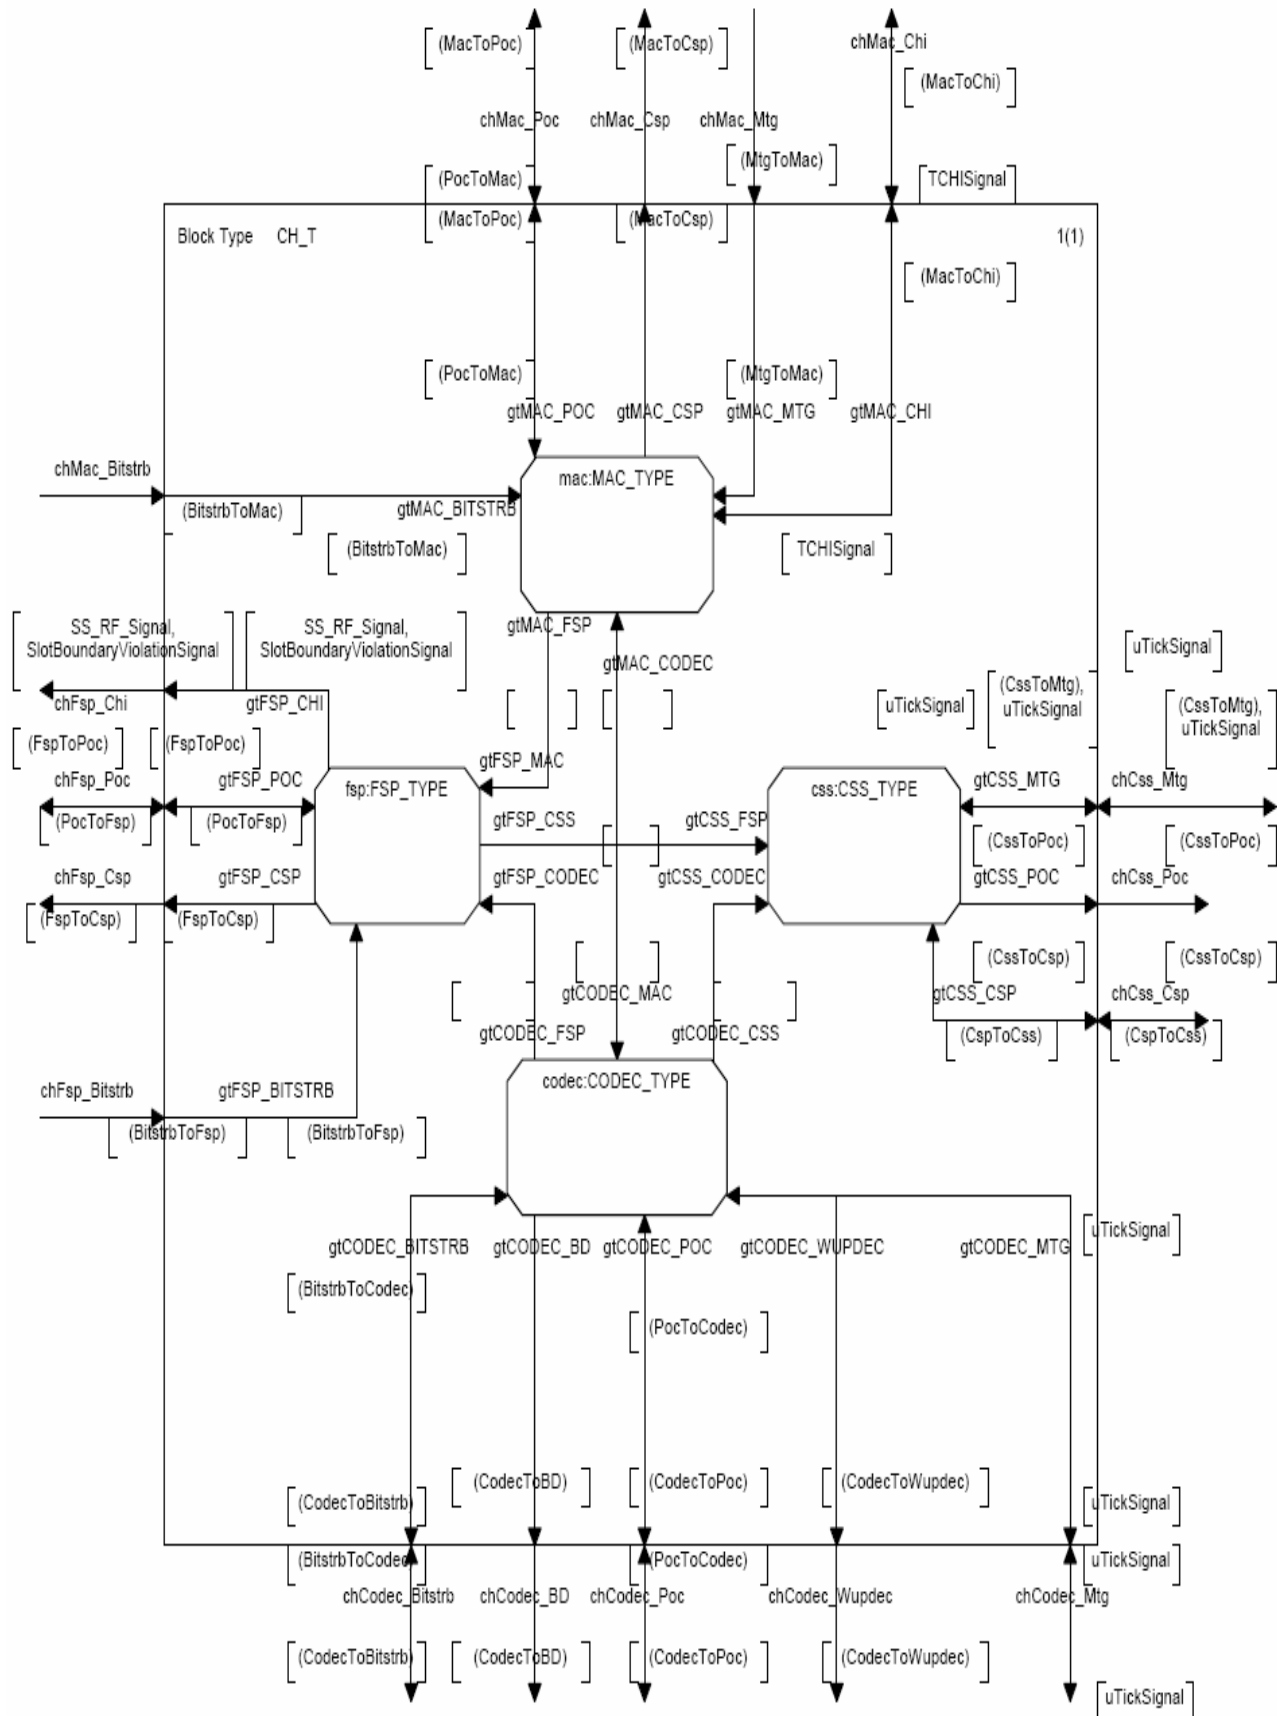 (MacToPoc)
(MacToCsp)
chMac_Chi
(MacToChi)
chMac_Poc
chMac_Csp
chMac_Mtg
(MtgToMac)
(PocToMac)
TCHISignal
(MacToPoc)
(MacToCsp)
Block Type CH_T
1(1)
(MacToChi)
(PocToMac)
(MtgToMac)
gtMAC_POC
gtMAC_CSP
gtMAC_MTG
gtMAC_CHI
chMac_Bitstrb
mac:MAC_TYPE
(BitstrbToMac)
gtMAC_BITSTRB
(BitstrbToMac)
TCHISignal
SS_RF_Signal,
SlotBoundaryViolationSignal
SS_RF_Signal,
SlotBoundaryViolationSignal
gtMAC_FSP
gtMAC_CODEC
uTickSignal
chFsp_Chi
gtFSP_CHI
uTickSignal
(CssToMtg),
uTickSignal
(CssToMtg),
uTickSignal
(FspToPoc)
(FspToPoc)
gtFSP_MAC
chFsp_Poc
gtFSP_POC
fsp:FSP_TYPE
css:CSS_TYPE
gtCSS_MTG
chCss_Mtg
(PocToFsp)
(PocToFsp)
gtFSP_CSS
gtCSS_FSP
(CssToPoc)
(CssToPoc)
chFsp_Csp
gtFSP_CSP
gtFSP_CODEC
gtCSS_CODEC
gtCSS_POC
chCss_Poc
(FspToCsp)
(FspToCsp)
(CssToCsp)
(CssToCsp)
gtCODEC_MAC
gtCSS_CSP
chCss_Csp
gtCODEC_FSP
gtCODEC_CSS
(CspToCss)
(CspToCss)
chFsp_Bitstrb
gtFSP_BITSTRB
codec:CODEC_TYPE
(BitstrbToFsp)
(BitstrbToFsp)
uTickSignal
gtCODEC_BITSTRB
gtCODEC_BD
gtCODEC_POC
gtCODEC_WUPDEC
gtCODEC_MTG
(BitstrbToCodec)
(PocToCodec)
(CodecToBD)
(CodecToPoc)
(CodecToWupdec)
(CodecToBitstrb)
uTickSignal
(BitstrbToCodec)
(PocToCodec)
uTickSignal
chCodec_Bitstrb
chCodec_BD
chCodec_Poc
chCodec_Wupdec
chCodec_Mtg
(CodecToBitstrb)
(CodecToBD)
(CodecToPoc)
(CodecToWupdec)
uTickSignal